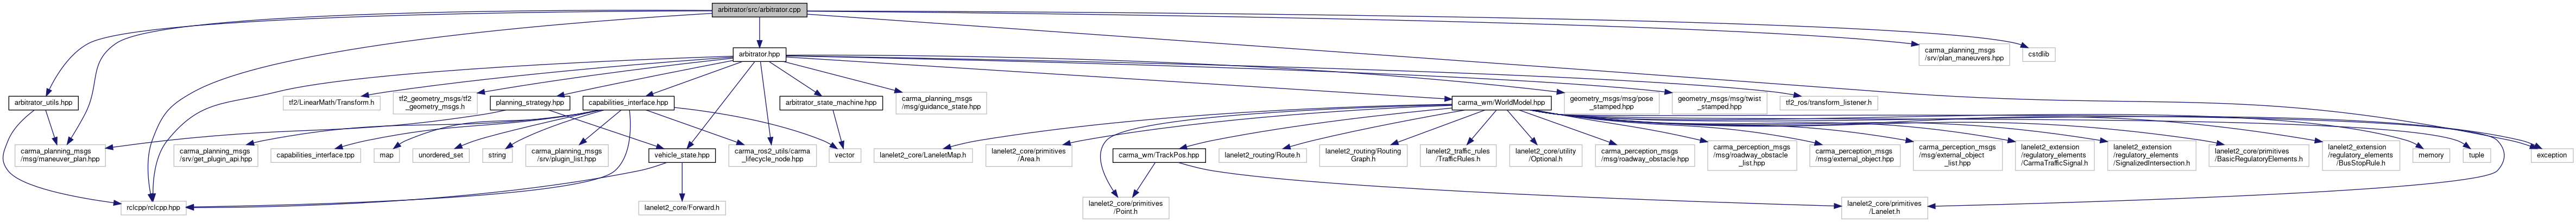 arbitrator/src/arbitrator.cpp
arbitrator.hpp
carma_planning_msgs
/srv/plan_maneuvers.hpp
cstdlib
arbitrator_utils.hpp
tf2/LinearMath/Transform.h
tf2_geometry_msgs/tf2
_geometry_msgs.h
planning_strategy.hpp
capabilities_interface.hpp
arbitrator_state_machine.hpp
carma_planning_msgs
/msg/guidance_state.hpp
carma_wm/WorldModel.hpp
geometry_msgs/msg/pose
_stamped.hpp
geometry_msgs/msg/twist
_stamped.hpp
tf2_ros/transform_listener.h
carma_planning_msgs
/msg/maneuver_plan.hpp
carma_planning_msgs
/srv/get_plugin_api.hpp
capabilities_interface.tpp
map
unordered_set
string
carma_planning_msgs
/srv/plugin_list.hpp
vehicle_state.hpp
carma_ros2_utils/carma
_lifecycle_node.hpp
vector
lanelet2_core/LaneletMap.h
lanelet2_core/primitives
/Area.h
carma_wm/TrackPos.hpp
lanelet2_routing/Route.h
lanelet2_routing/Routing
Graph.h
lanelet2_traffic_rules
/TrafficRules.h
lanelet2_core/utility
/Optional.h
carma_perception_msgs
/msg/roadway_obstacle.hpp
carma_perception_msgs
/msg/roadway_obstacle
_list.hpp
carma_perception_msgs
/msg/external_object.hpp
carma_perception_msgs
/msg/external_object
_list.hpp
lanelet2_extension
/regulatory_elements
/CarmaTrafficSignal.h
lanelet2_extension
/regulatory_elements
/SignalizedIntersection.h
lanelet2_core/primitives
/BasicRegulatoryElements.h
lanelet2_extension
/regulatory_elements
/BusStopRule.h
memory
tuple
exception
rclcpp/rclcpp.hpp
lanelet2_core/Forward.h
lanelet2_core/primitives
/Point.h
lanelet2_core/primitives
/Lanelet.h